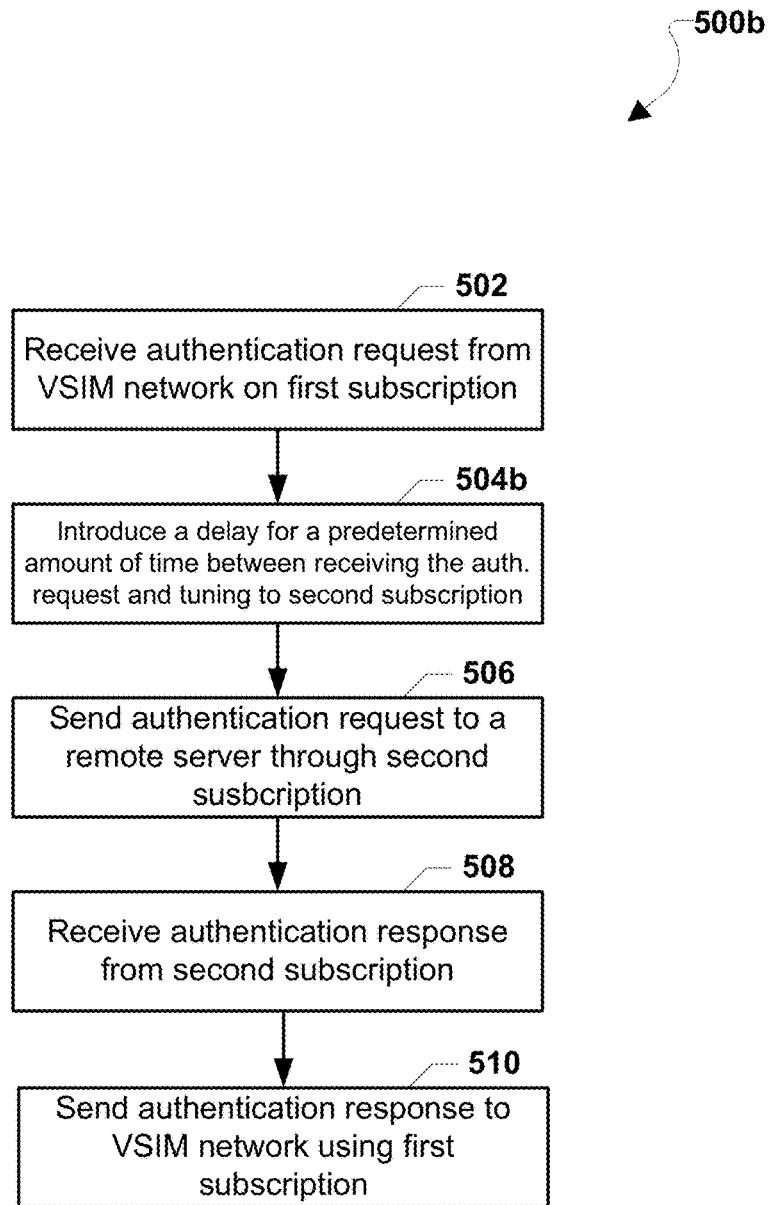 500b
502
Receive authentication request from
VSIM network on first subscription
504b
Introduce a delay for a predetermined
amount of time between receiving the auth.
request and tuning to second subscription
506
Send authentication request to a
remote server through second
susbcription
508
Receive authentication response
from second subscription
510
Send authentication response to
VSIM network using first
subscription